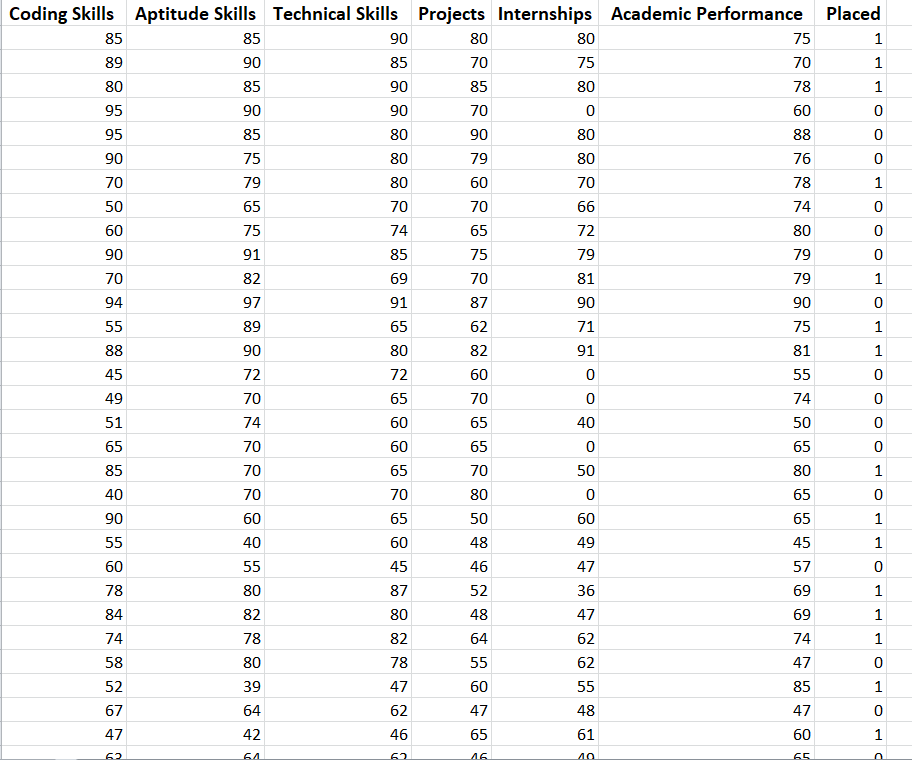 Coding Skills Aptitude Skills Technical Skills Projects Internships Academic Performance Placed
85 85 90 80 80 75 1
89 90 85 70 75 70 1
80 85 90 85 80 78 1
95 90 90 70 0 60 0
95 85 80 90 80 88 0
90 75 80 79 80 76 0
70 79 80 60 70 78 1
50 65 70 70 66 74 0
60 75 74 65 72 80 0
90 91 85 75 79 79 0
70 82 69 70 81 79 1
94 97 91 87 90 90 0
55 89 65 62 71 75 1
88 90 80 82 91 81 1
45 72 72 60 0 55 0
49 70 65 70 0 74 0
51 74 60 65 40 50 0
65 70 60 65 0 65 0
85 70 65 70 50 80 1
40 70 70 80 0 65 0
90 60 65 50 60 65 1
55 40 60 48 49 45 1
60 55 45 46 47 57 0
78 80 87 52 36 69 1
84 82 80 48 47 69 1
74 78 82 64 62 74 1
58 80 78 55 62 47 0
52 39 47 60 55 85 1
67 64 62 47 48 47 0
47 42 46 65 61 60 1
63 64 62 46 49 65 0